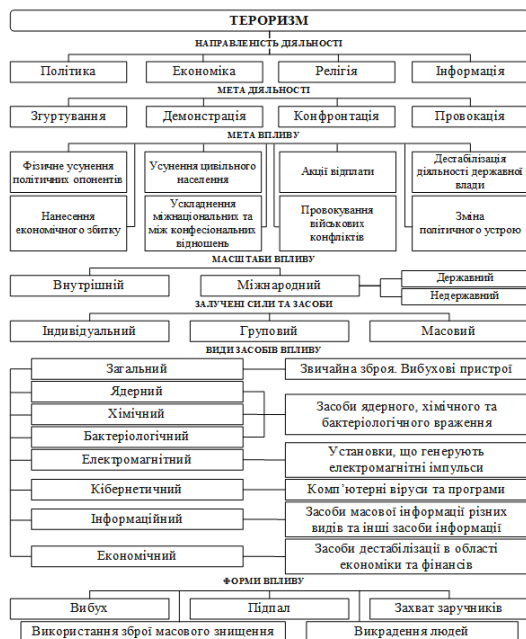 ТЕРОРИЗМ
НАПРАВЛЕНІСТЬ ДІЯЛЬНОСТІ
Політика
Економіка
Релігія
Інформація
МЕТА ДІЯЛЬНОСТІ
Згуртування
Демонстрація
Конфронтація
Провокація
МЕТА ВПЛИВУ
Фізичне усунення
політичних опонентів
Усунення цивільного
населення
Акції відплати
Дестабілізація
діяльності державної
влади
Нанесення
економічного збитку
Ускладнення
міжнаціональних та
між конфесіональних
відношень
Провокування
військових
конфліктів
Зміна
політичного устрою
МАСШТАБИ ВПЛИВУ
Внутрішній
Міжнародний
Державний
Недержавний
ЗАЛУЧЕНІ СИЛИ ТА ЗАСОБИ
Індивідуальний
Груповий
Масовий
ВИДИ ЗАСОБІВ ВПЛИВУ
Загальний
Звичайна зброя. Вибухові пристрої
Ядерний
Хімічний
Бактеріологічний
Засоби ядерного, хімічного та
бактеріологічного враження
Електромагнітний
Установки, що генерують
електромагнітні імпульси
Кібернетичний
Комп’ютерні віруси та програми
Інформаційний
Засоби масової інформації різних
видів та інші засоби інформації
Економічний
Засоби дестабілізації в області
економіки та фінансів
ФОРМИ ВПЛИВУ
Вибух
Підпал
Захват заручників
Використання зброї масового знищення
Викрадення людей